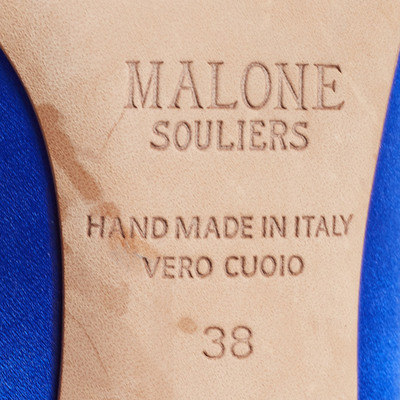 MALONE
SOULIERS
HAND MADE IN ITALY
VERO CUOIO
38